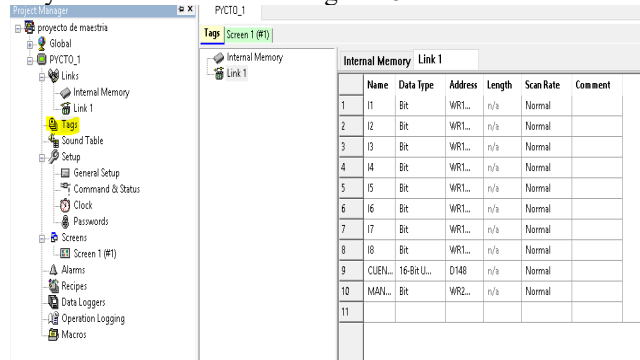 Project Manager
proyecto de maestria
Global
PYCTO_1
Links
Internal Memory
Link 1
Tags
Sound Table
Setup
General Setup
Command & Status
Clock
Passwords
Screens
Screen 1 (#1)
Alarms
Recipes
Data Loggers
Operation Logging
Macros
PYCTO_1
Tags Screen 1 (#1)
Internal Memory
Link 1
Internal Memory Link 1
Name Data Type Address Length Scan Rate Comment
1 I1 Bit WR1... n/a Normal
2 I2 Bit WR1... n/a Normal
3 I3 Bit WR1... n/a Normal
4 I4 Bit WR1... n/a Normal
5 I5 Bit WR1... n/a Normal
6 I6 Bit WR1... n/a Normal
7 I7 Bit WR1... n/a Normal
8 I8 Bit WR1... n/a Normal
9 CUEN... 16-Bit U... D148 n/a Normal
10 MAN... Bit WR2... n/a Normal
11